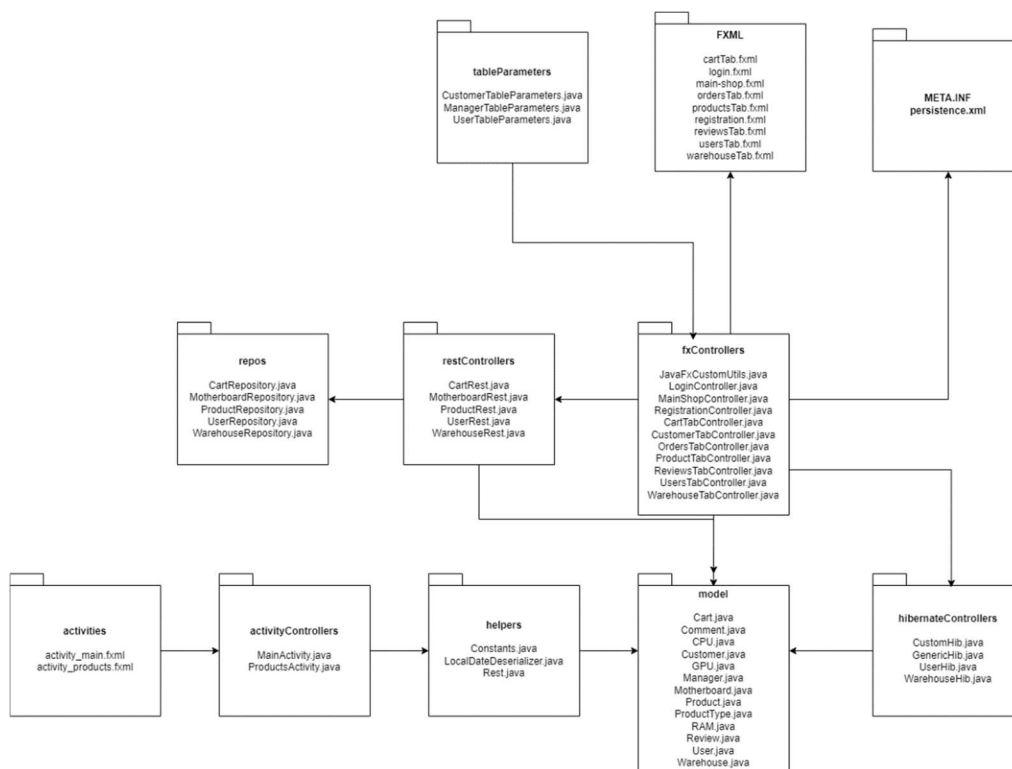 tableParameters
CustomerTableParameters.java
ManagerTableParameters.java
UserTableParameters.java
FXML
cartTab.fxml
login.fxml
main-shop.fxml
ordersTab.fxml
productsTab.fxml
registration.fxml
reviewsTab.fxml
usersTab.fxml
warehouseTab.fxml
META.INF
persistence.xml
repos
CartRepository.java
MotherboardRepository.java
ProductRepository.java
UserRepository.java
WarehouseRepository.java
restControllers
CartRest.java
MotherboardRest.java
ProductRest.java
UserRest.java
WarehouseRest.java
fxControllers
JavaFxCustomUtils.java
LoginController.java
MainShopController.java
RegistrationController.java
CartTabController.java
CustomerTabController.java
OrdersTabController.java
ProductTabController.java
ReviewsTabController.java
UsersTabController.java
WarehouseTabController.java
activities
activity_main.fxml
activity_products.fxml
activityControllers
MainActivity.java
ProductsActivity.java
helpers
Constants.java
LocalDateDeserializer.java
Rest.java
model
Cart.java
Comment.java
CPU.java
Customer.java
GPU.java
Manager.java
Motherboard.java
Product.java
ProductType.java
RAM.java
Review.java
User.java
Warehouse.java
hibernateControllers
CustomHib.java
GenericHib.java
UserHib.java
WarehouseHib.java